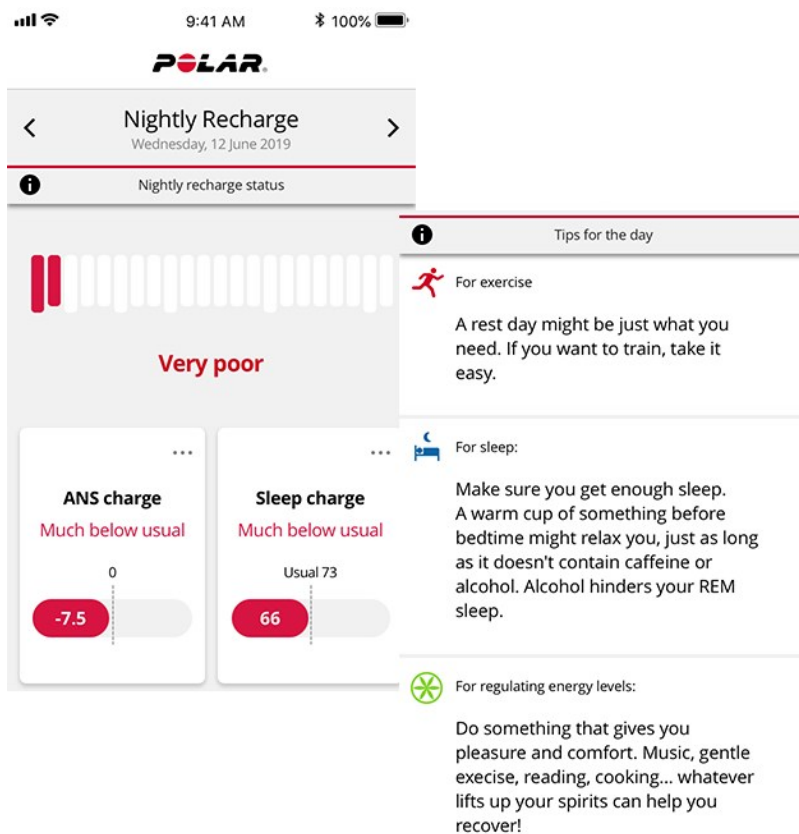 9:41 AM
100%
POLAR
Nightly Recharge
Wednesday, 12 June 2019
Nightly recharge status
Very poor
ANS charge
Much below usual
0
-7.5
Sleep charge
Much below usual
Usual 73
66
Tips for the day
For exercise
A rest day might be just what you
need. If you want to train, take it
easy.
For sleep:
Make sure you get enough sleep.
A warm cup of something before
bedtime might relax you, just as long
as it doesn't contain caffeine or
alcohol. Alcohol hinders your REM
sleep.
For regulating energy levels:
Do something that gives you
pleasure and comfort. Music, gentle
execise, reading, cooking... whatever
lifts up your spirits can help you
recover!